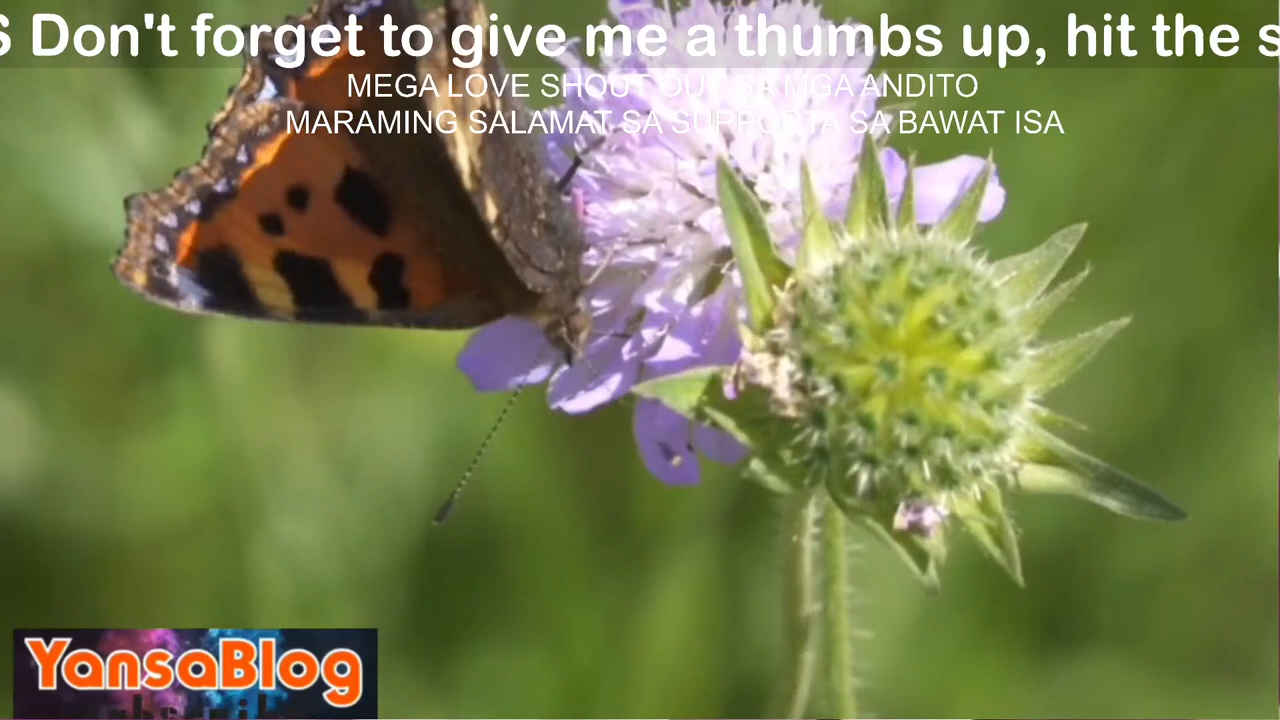 S Don't forget to give me a thumbs up, hit the s
MEGA LOVE SHOUT OUT SA MGA ANDITO
MARAMING SALAMAT SA SUPPORTA SA BAWAT ISA
YansaBlog